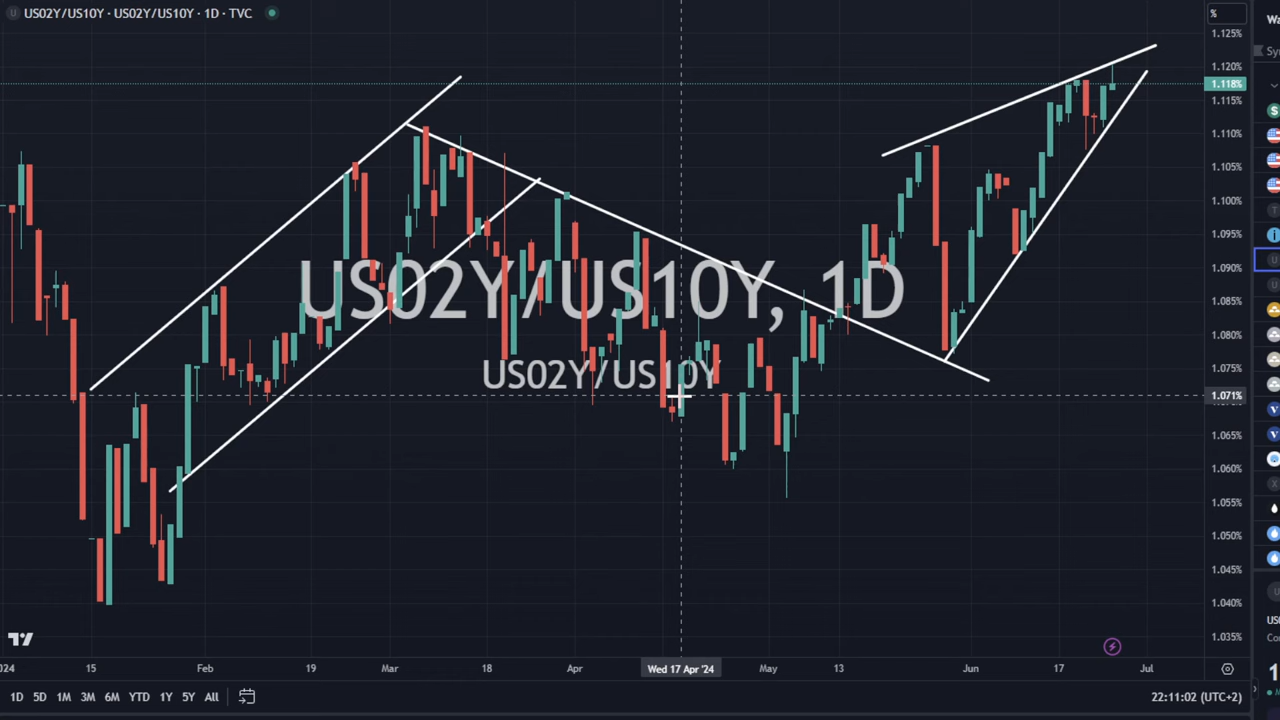 US02Y/US10Y · US02Y/US10Y · 1D · TVC
%
Wa
Sy
1.125%
1.120%
1.118%
1.115%
1.110%
1.105%
1.100%
1.095%
1.090%
1.085%
1.080%
1.075%
1.071%
1.065%
1.060%
1.055%
1.050%
1.045%
1.040%
1.035%
US02Y/US10Y, 1D
US02Y/US10Y
2024
15
Feb
19
Mar
18
Apr
Wed 17 Apr '24
May
13
Jun
17
Jul
1D 5D 1M 3M 6M YTD 1Y 5Y All
22:11:02 (UTC+2)